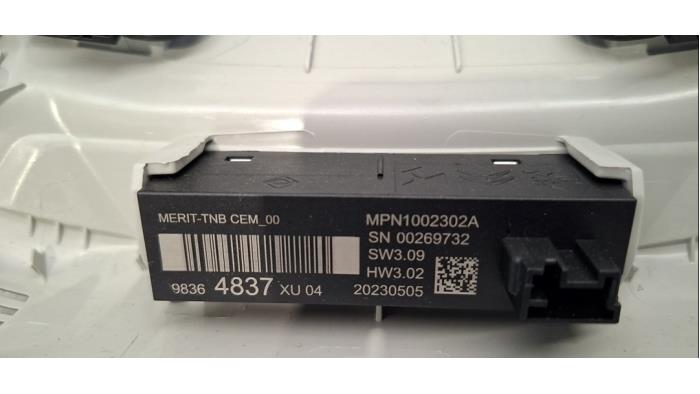 MERIT-TNB CEM_00
9836 4837 XU 04
MPN1002302A
SN 00269732
SW3.09
HW3.02
20230505